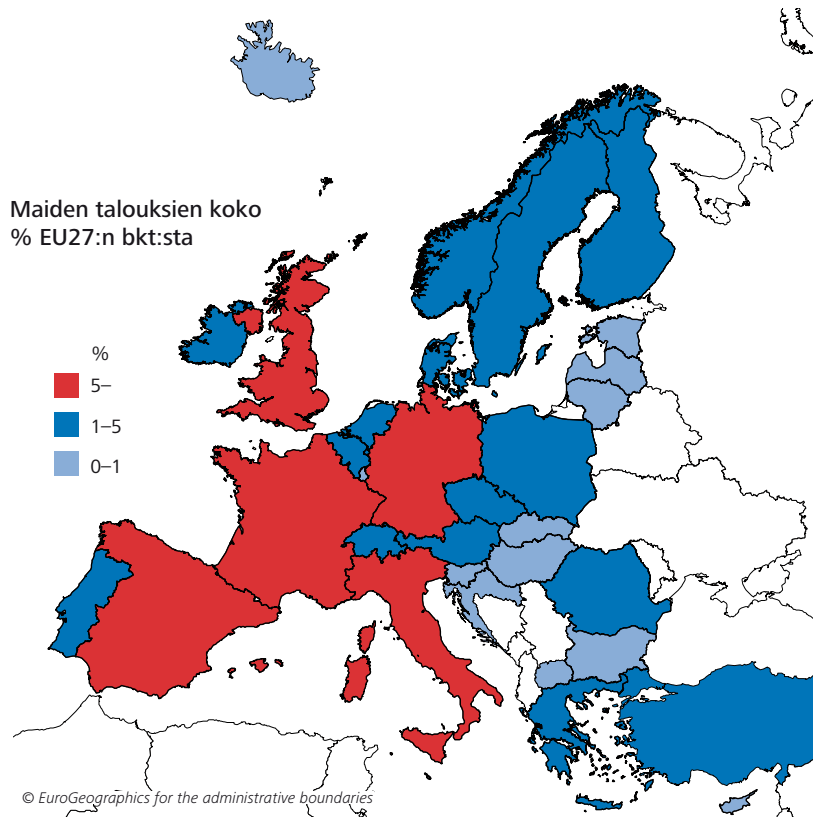 Maiden talouksien koko
% EU27:n bkt:sta
%
5–
1–5
0–1
© EuroGeographics for the administrative boundaries